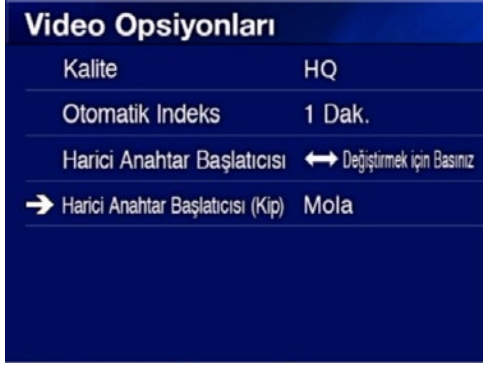 Video Opsiyonları
Kalite HQ
Otomatik Indeks 1 Dak.
Harici Anahtar Başlatıcısı Değiştirmek için Basınız
Harici Anahtar Başlatıcısı (Kip) Mola